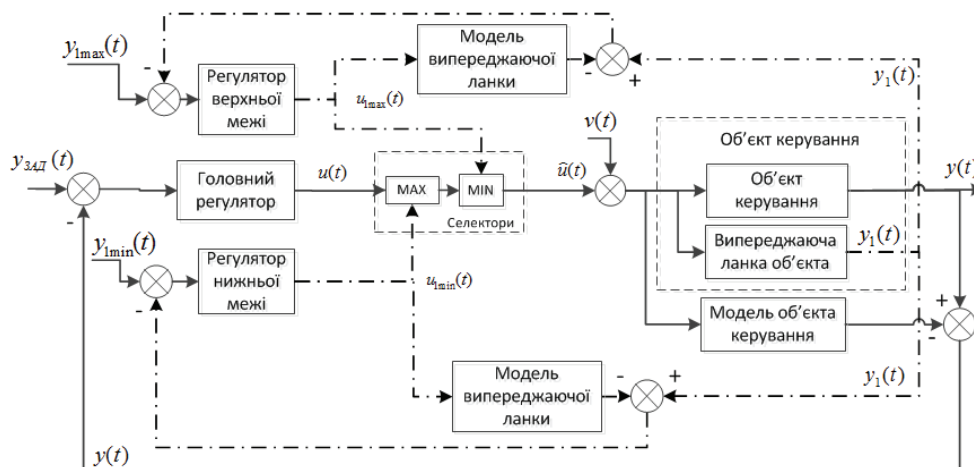 y₁max(t)
-
Регулятор
верхньої
межі
u₁max(t)
Модель
випереджаючої
ланки
-
+
y₁(t)
yЗАД(t)
-
Головний
регулятор
u(t)
MAX
MIN
Селектори
û(t)
v(t)
Об’єкт керування
Об’єкт
керування
y(t)
Випереджаюча
ланка об’єкта
y₁(t)
y₁min(t)
-
Регулятор
нижньої
межі
u₁min(t)
Модель об’єкта
керування
+
-
Модель
випереджаючої
ланки
-
+
y₁(t)
y(t)